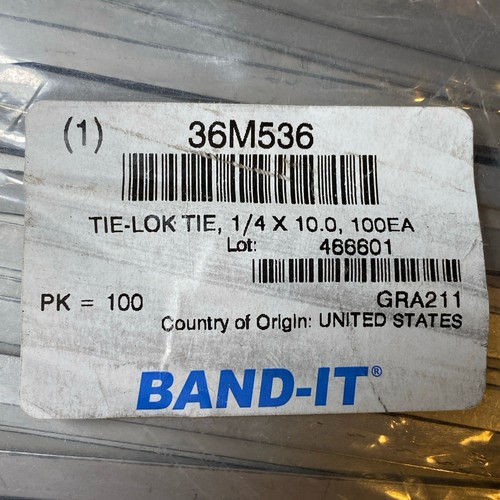 (1) 36M536
TIE-LOK TIE, 1/4 X 10.0, 100EA
Lot: 466601
PK = 100 GRA211
Country of Origin: UNITED STATES
BAND-IT®